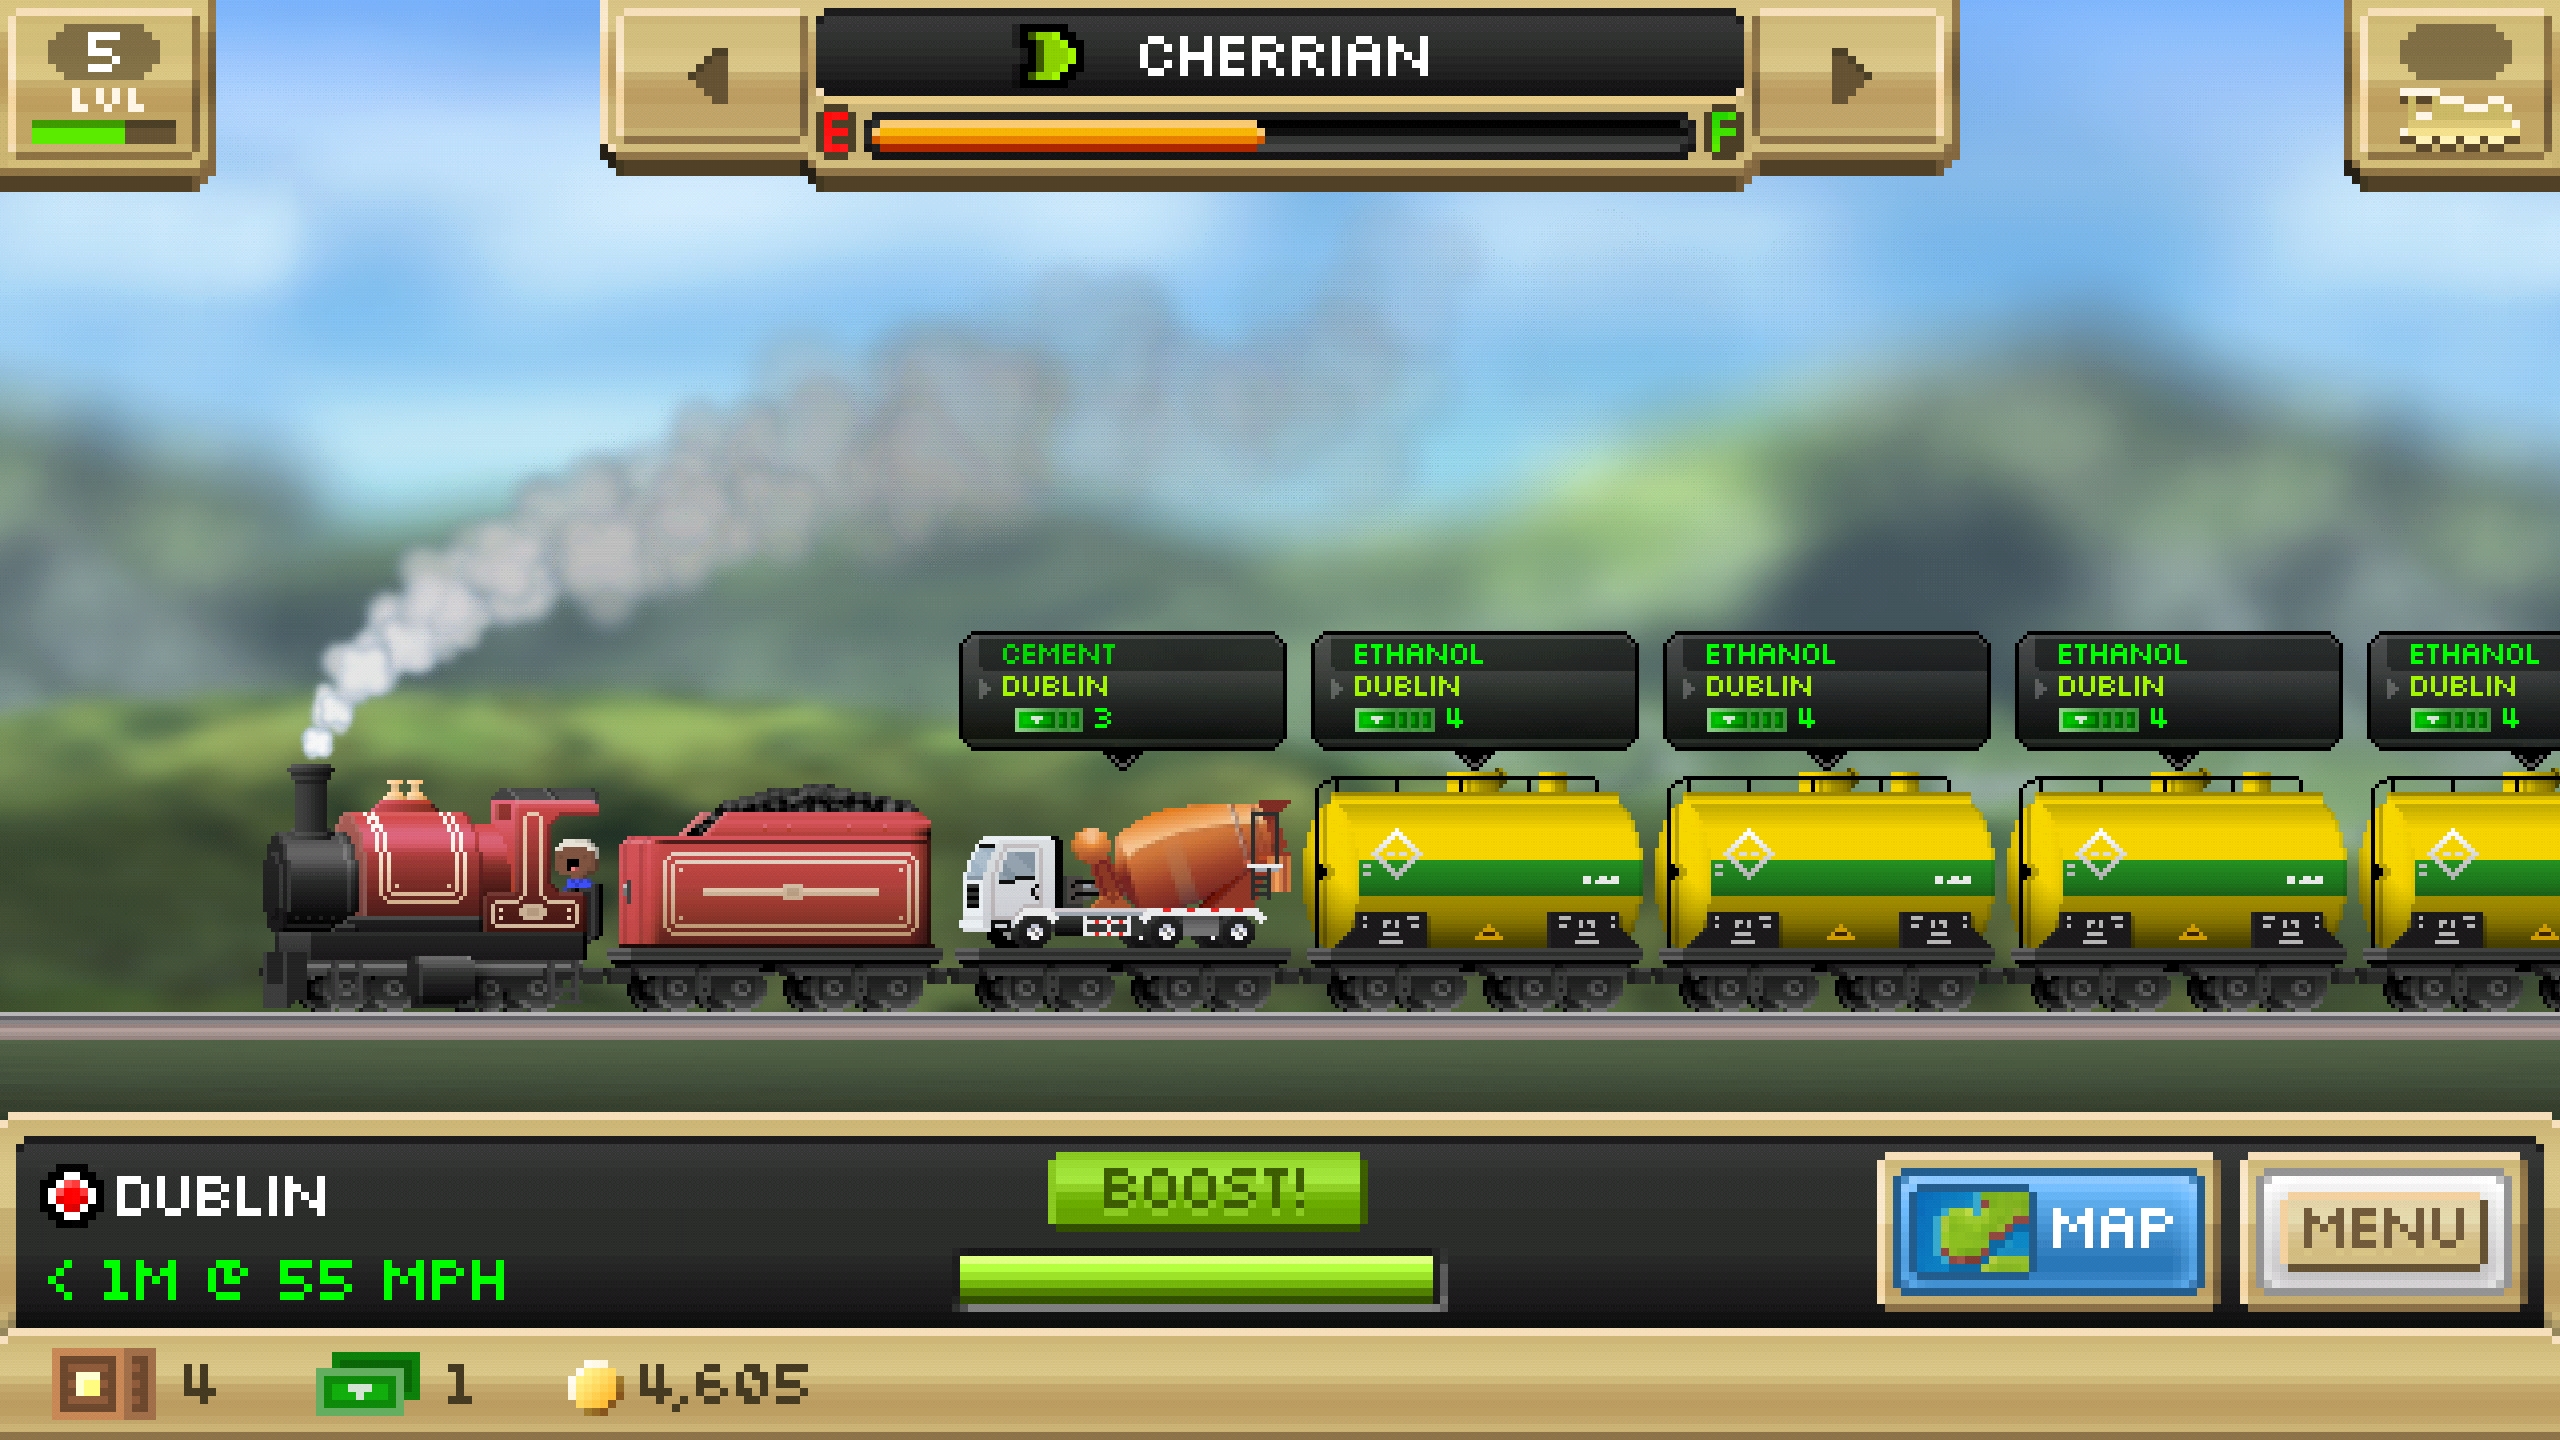 5
LVL
CHERRIAN
E
F
CEMENT
DUBLIN
3
ETHANOL
DUBLIN
4
ETHANOL
DUBLIN
4
ETHANOL
DUBLIN
4
ETHANOL
DUBLIN
4
DUBLIN
< 1M @ 55 MPH
BOOST!
MAP
MENU
4
1
4,605